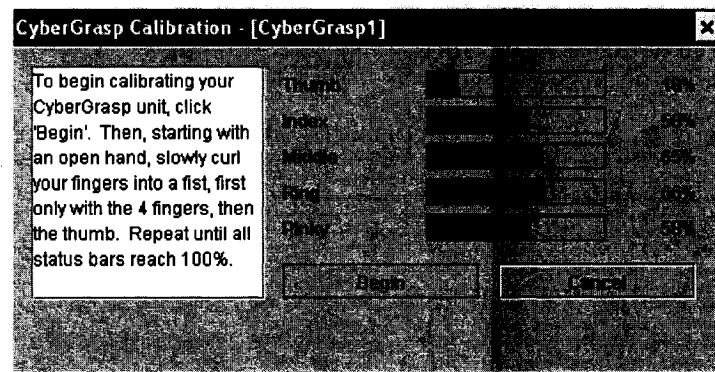 CyberGrasp Calibration - [CyberGrasp1]
To begin calibrating your
CyberGrasp unit, click
'Begin'. Then, starting with
an open hand, slowly curl
your fingers into a fist, first
only with the 4 fingers, then
the thumb. Repeat until all
status bars reach 100%.
Thumb
Index
Middle
Ring
Pinky
Begin
Cancel